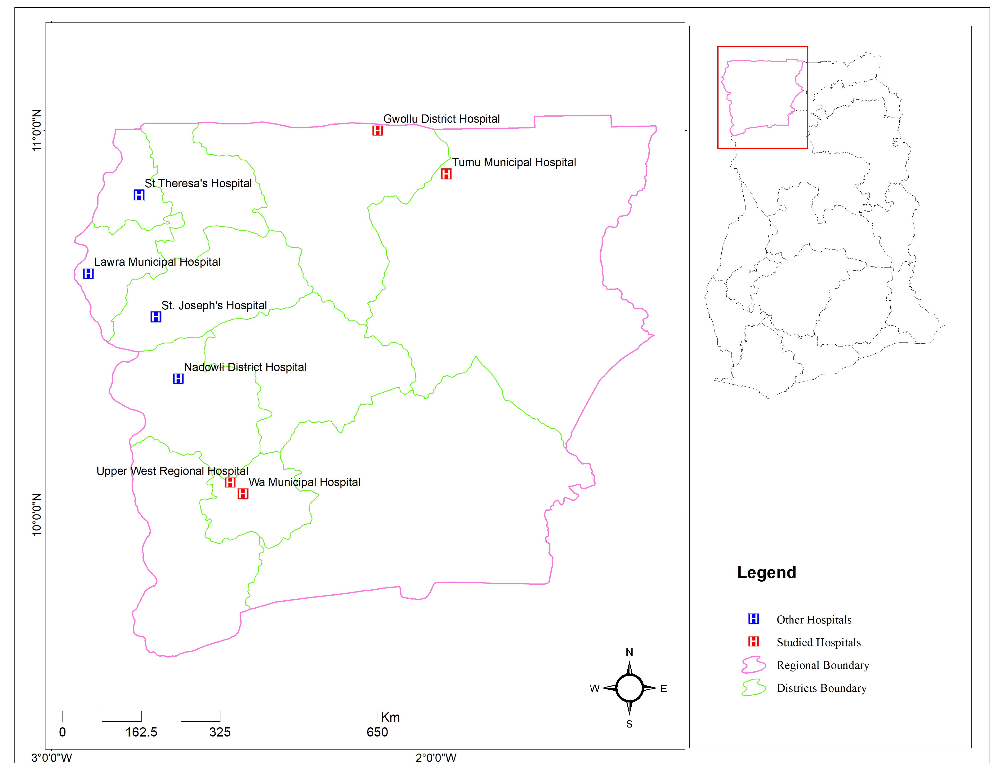 Gwollu District Hospital
11°0'0"N
Tumu Municipal Hospital
St Theresa's Hospital
Lawra Municipal Hospital
St. Joseph's Hospital
Nadowli District Hospital
Upper West Regional Hospital
Wa Municipal Hospital
10°0'0"N
N
W E
S
Km
0 162.5 325 650
3°0'0"W 2°0'0"W
Legend
H Other Hospitals
H Studied Hospitals
Regional Boundary
Districts Boundary